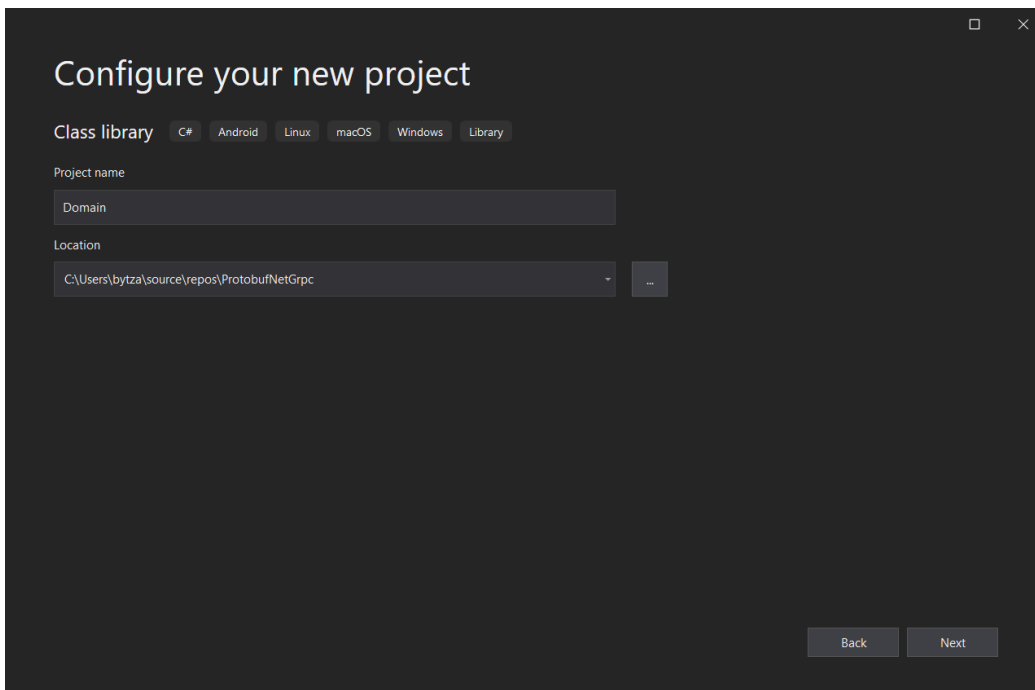 Configure your new project
Class library C# Android Linux macOS Windows Library
Project name
Domain
Location
C:\Users\bytza\source\repos\ProtobufNetGrpc ...
Back Next